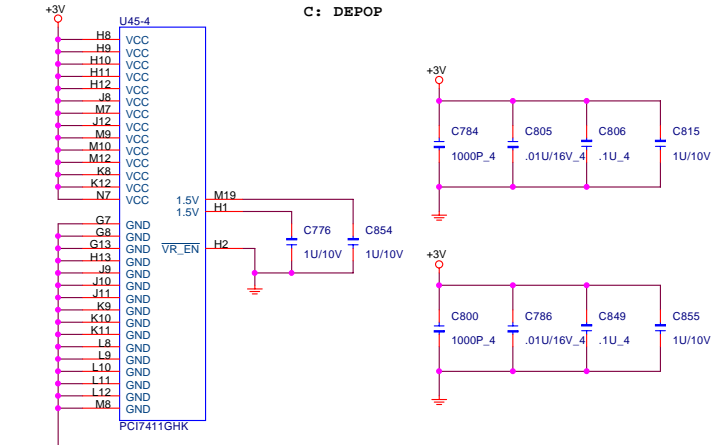 C: DEPOP
+3V
U45-4
H8 VCC
H9 VCC
H10 VCC
H11 VCC
H12 VCC
J8 VCC
M7 VCC
J12 VCC
M9 VCC
M10 VCC
M12 VCC
K8 VCC
K12 VCC
N7 VCC
1.5V M19
1.5V H1
VR_EN H2
G7 GND
G8 GND
G13 GND
H13 GND
J9 GND
J10 GND
J11 GND
K9 GND
K10 GND
K11 GND
L8 GND
L9 GND
L10 GND
L11 GND
L12 GND
M8 GND
PCI7411GHK
C776
1U/10V
C854
1U/10V
+3V
C784
1000P_4
C805
.01U/16V_4
C806
.1U_4
C815
1U/10V
+3V
C800
1000P_4
C786
.01U/16V_4
C849
.1U_4
C855
1U/10V